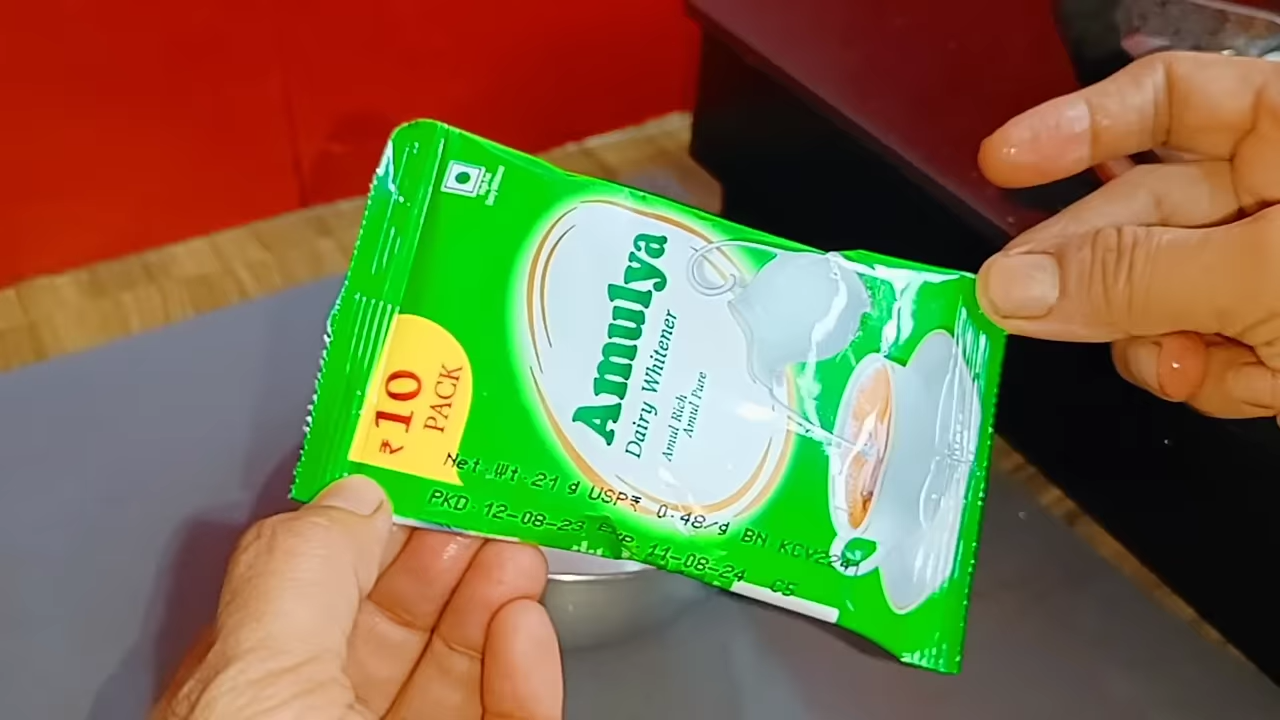 Amulya
Dairy Whitener
Amul Rich
Amul Pure
₹10
PACK
Net.Wt.21 g USP₹ 0.48/g BN KCV224
PKD 12-08-23 EXP. 11-08-24 C5